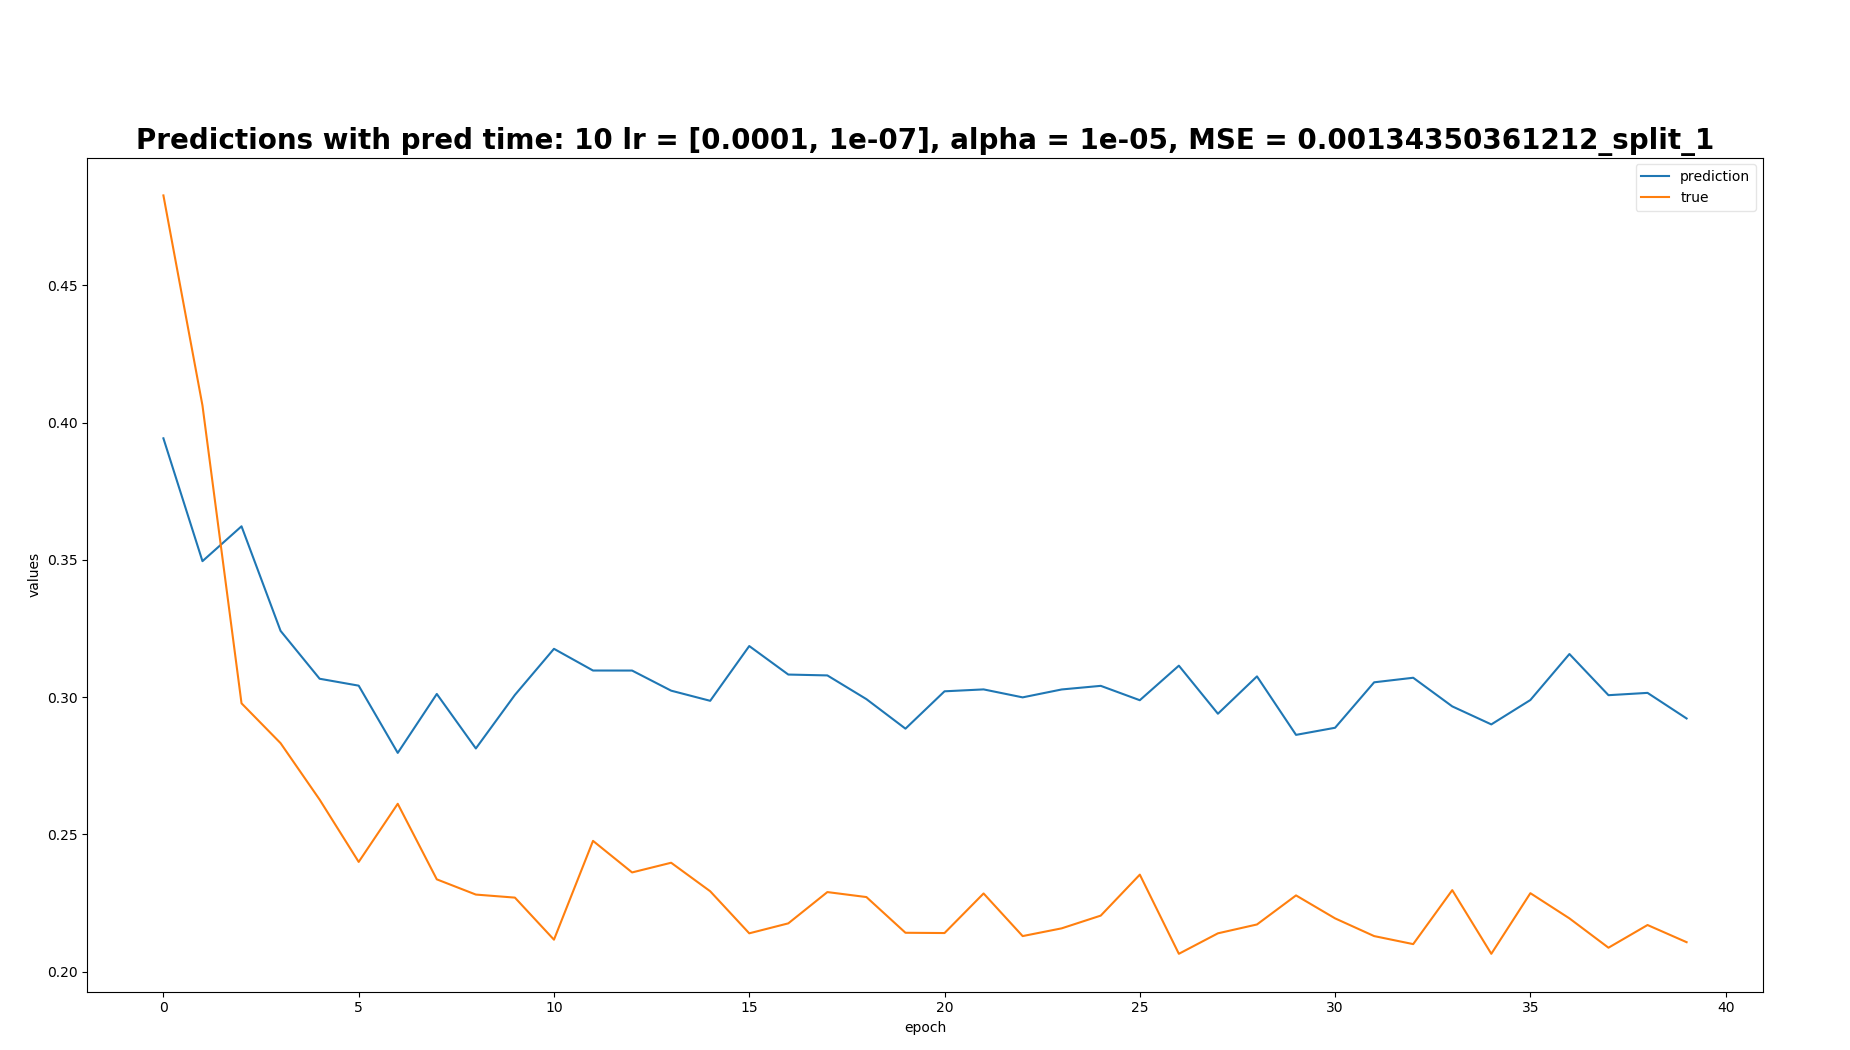 Predictions with pred time: 10 lr = [0.0001, 1e-07], alpha = 1e-05, MSE = 0.00134350361212_split_1
prediction
true
0.45
0.40
0.35
0.30
0.25
0.20
values
0 5 10 15 20 25 30 35 40
epoch